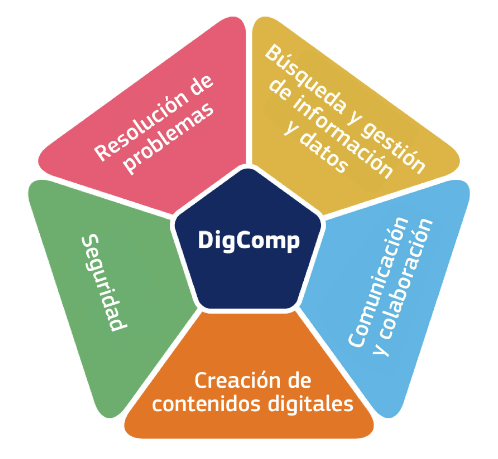 Resolución de
problemas
Búsqueda y gestión
de información
y datos
DigComp
Seguridad
Comunicación
y colaboración
Creación de
contenidos digitales